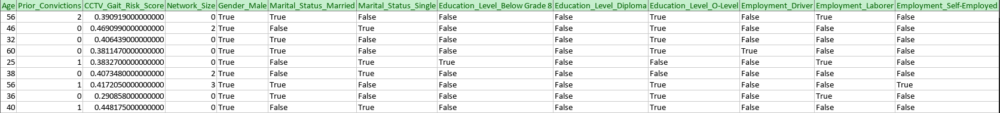 Age Prior_Convictions CCTV_Gait_Risk_Score Network_Size Gender_Male Marital_Status_Married Marital_Status_Single Education_Level_Below Grade 8 Education_Level_Diploma Education_Level_O-Level Employment_Driver Employment_Laborer Employment_Self-Employed
56 2 0.390919000000000 0 True True False False False True False True False
46 0 0.4690990000000000 2 True False True False False True False False False
32 0 0.406439000000000 0 True True False False False True False False False
60 0 0.3811470000000000 0 True True False False False True True False False
25 1 0.3832700000000000 0 True False True True False False False True False
38 0 0.4073480000000000 2 True False True False False False False False False
56 1 0.4172050000000000 3 True True False False False True False False True
36 0 0.290858000000000 0 True True False False False True False True False
40 1 0.448175000000000 0 True False True False False True False False False